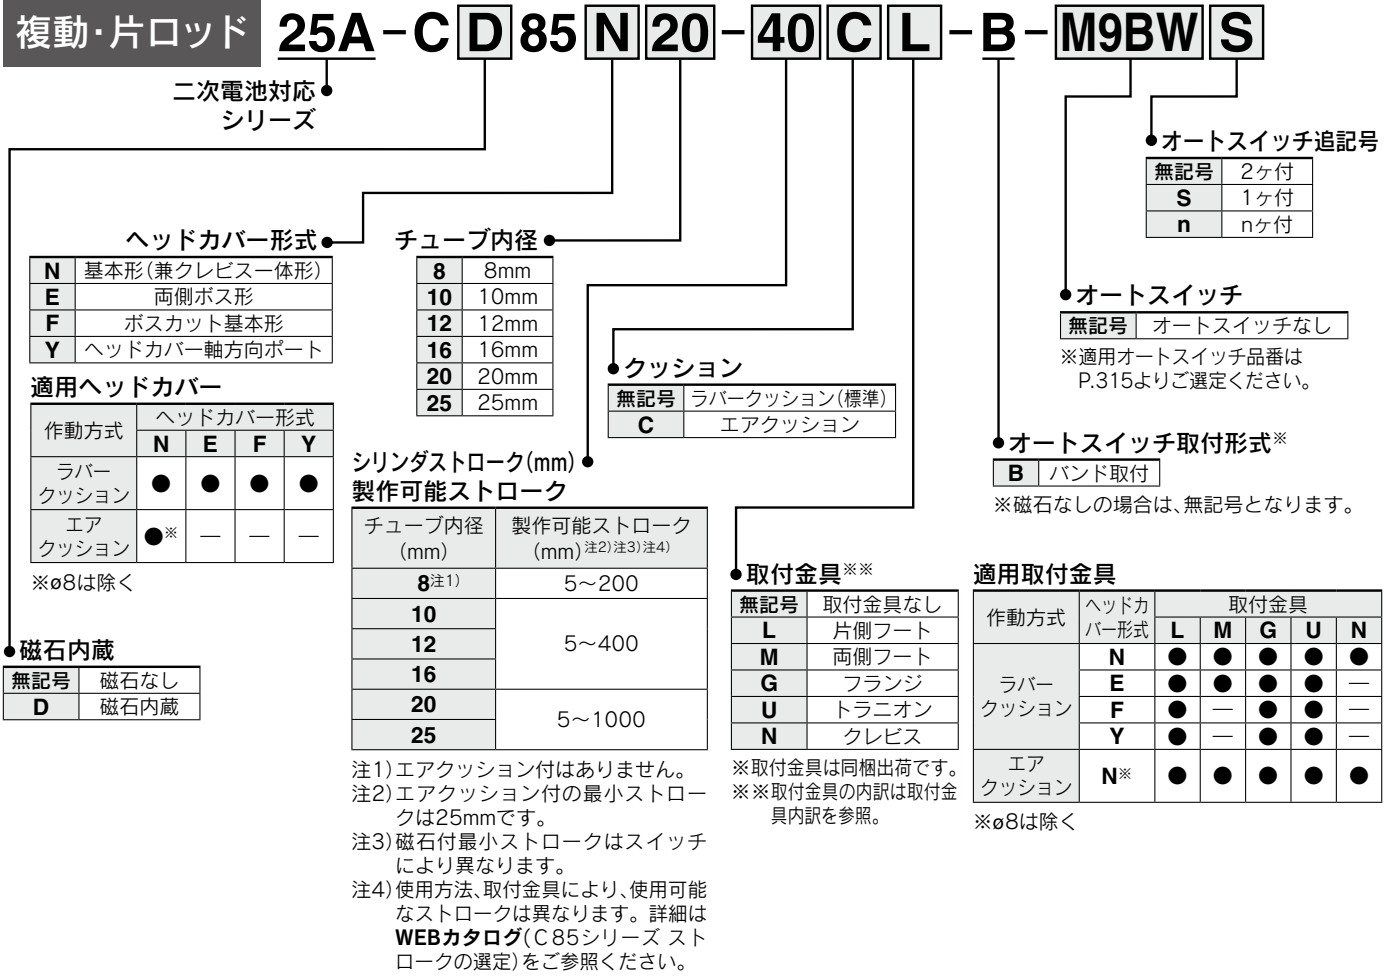 複動・片ロッド 25A-CD85N20-40CL-B-M9BWS
二次電池対応
シリーズ
オートスイッチ追記号
無記号 2ヶ付
S 1ヶ付
n nヶ付
ヘッドカバー形式
N 基本形(兼クレビス一体形)
E 両側ボス形
F ボスカット基本形
Y ヘッドカバー軸方向ポート
適用ヘッドカバー
作動方式 ヘッドカバー形式
N E F Y
ラバー
クッション ● ● ● ●
エア
クッション ●※ — — —
※ø8は除く
磁石内蔵
無記号 磁石なし
D 磁石内蔵
チューブ内径
8 8mm
10 10mm
12 12mm
16 16mm
20 20mm
25 25mm
シリンダストローク(mm)
製作可能ストローク
チューブ内径 製作可能ストローク
(mm) (mm)注2)注3)注4)
8注1) 5〜200
10
12 5〜400
16
20 5〜1000
25
注1)エアクッション付はありません。
注2)エアクッション付の最小ストロー
クは25mmです。
注3)磁石付最小ストロークはスイッチ
により異なります。
注4)使用方法、取付金具により、使用可能
なストロークは異なります。詳細は
WEBカタログ(C85シリーズ スト
ロークの選定)をご参照ください。
クッション
無記号 ラバークッション(標準)
C エアクッション
取付金具※※
無記号 取付金具なし
L 片側フート
M 両側フート
G フランジ
U トラニオン
N クレビス
※取付金具は同梱出荷です。
※※取付金具の内訳は取付金
具内訳を参照。
オートスイッチ
無記号 オートスイッチなし
※適用オートスイッチ品番は
P.315よりご選定ください。
オートスイッチ取付形式※
B バンド取付
※磁石なしの場合は、無記号となります。
適用取付金具
作動方式 ヘッドカ
バー形式 取付金具
L M G U N
ラバー
クッション N ● ● ● ● ●
E ● ● ● ● —
F ● — ● ● —
Y ● — ● ● —
エア
クッション N※ ● ● ● ● ●
※ø8は除く